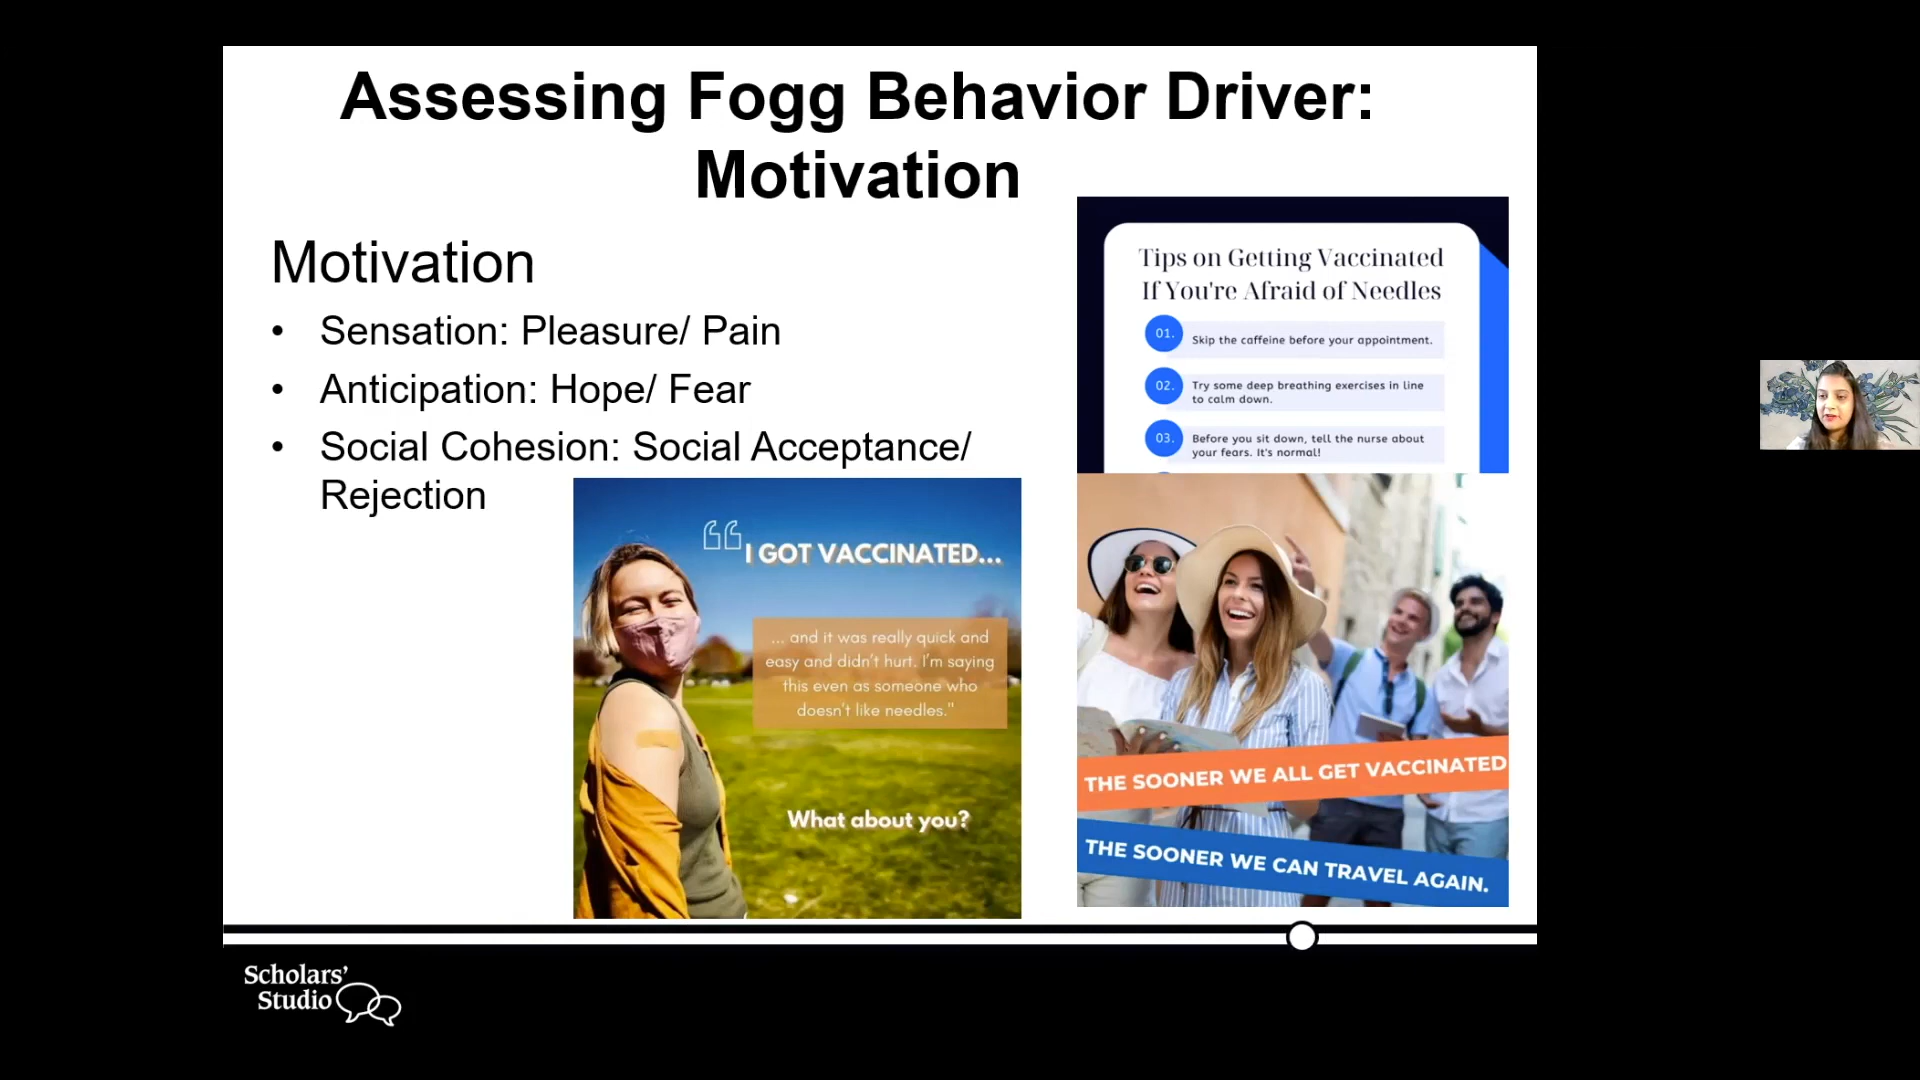 Assessing Fogg Behavior Driver:
Motivation
Motivation
• Sensation: Pleasure/ Pain
• Anticipation: Hope/ Fear
• Social Cohesion: Social Acceptance/
Rejection
Tips on Getting Vaccinated
If You're Afraid of Needles
01. Skip the caffeine before your appointment.
02. Try some deep breathing exercises in line
to calm down.
03. Before you sit down, tell the nurse about
your fears. It's normal!
“I GOT VACCINATED...
... and it was really quick and
easy and didn't hurt. I'm saying
this even as someone who
doesn't like needles."
What about you?
THE SOONER WE ALL GET VACCINATED
THE SOONER WE CAN TRAVEL AGAIN.
Scholars'
Studio